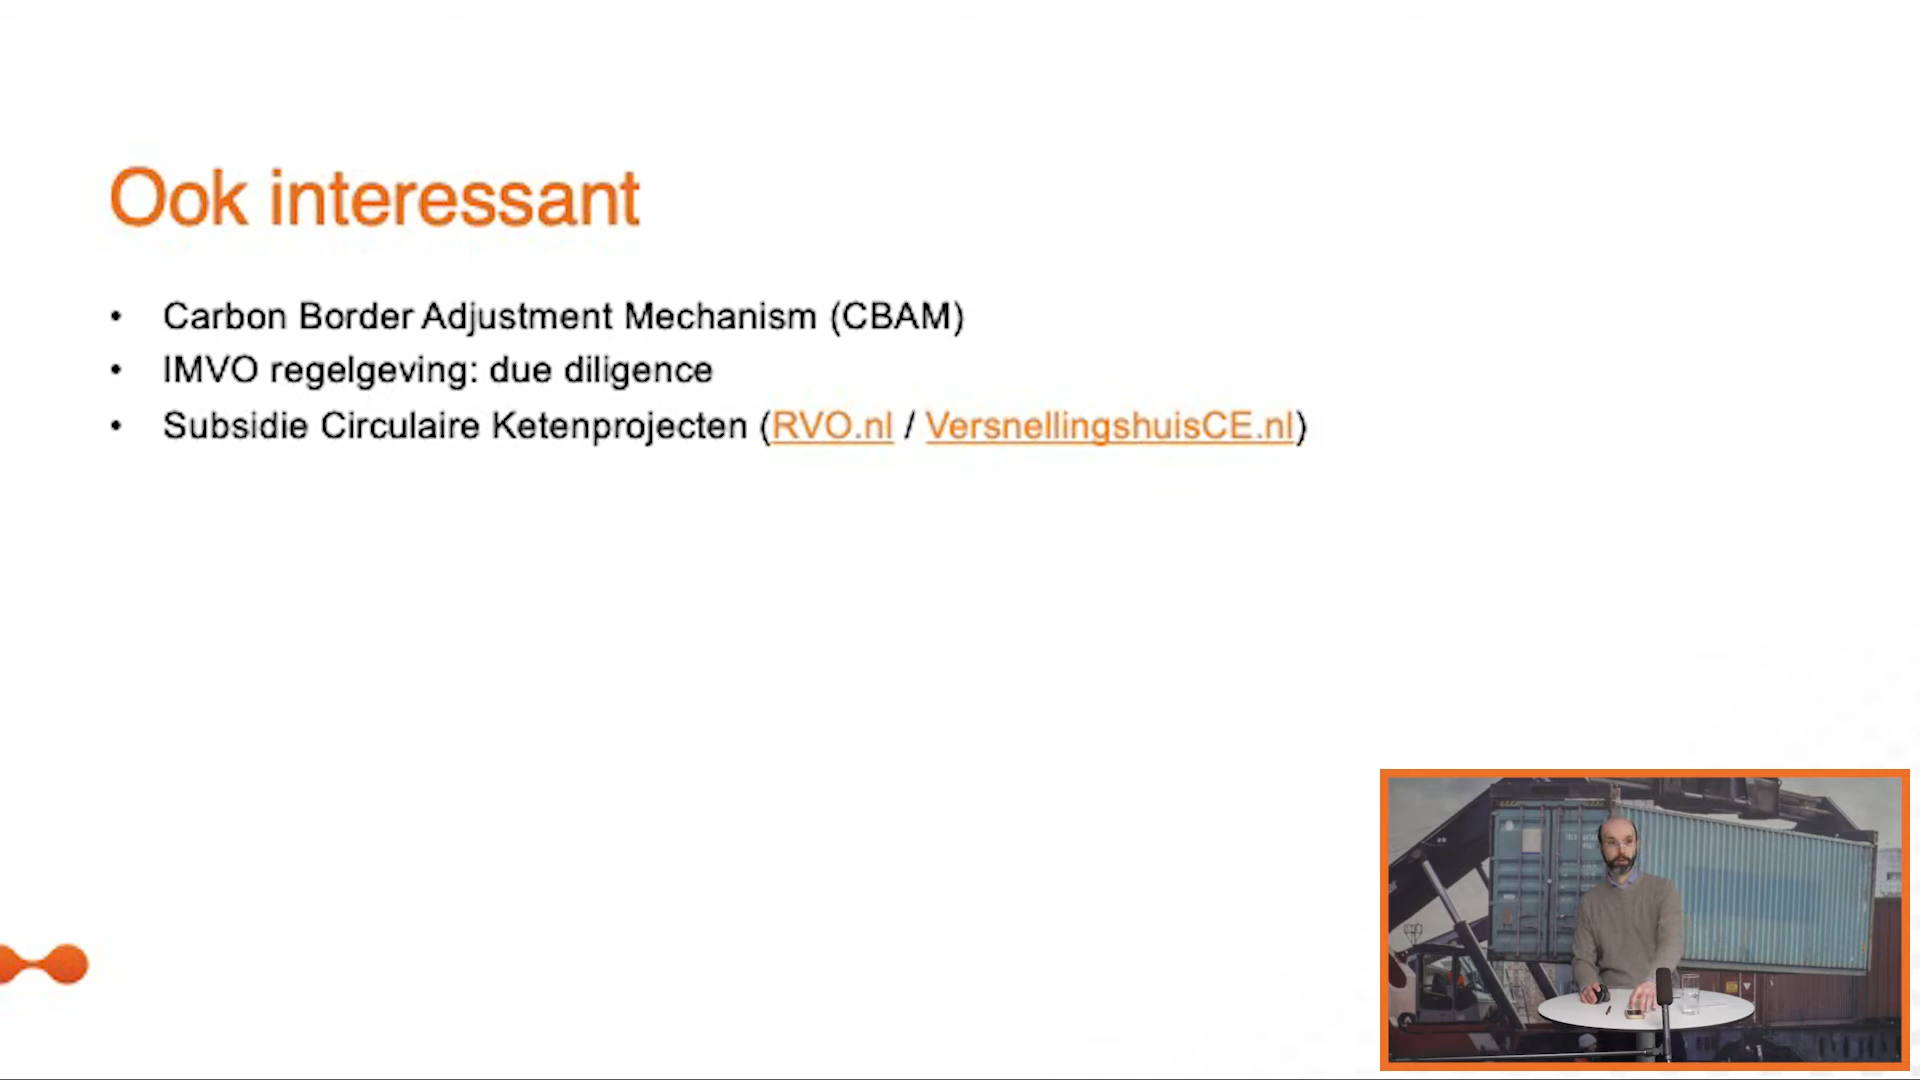 Ook interessant
• Carbon Border Adjustment Mechanism (CBAM)
• IMVO regelgeving: due diligence
• Subsidie Circulaire Ketenprojecten (RVO.nl / VersnellingshuisCE.nl)